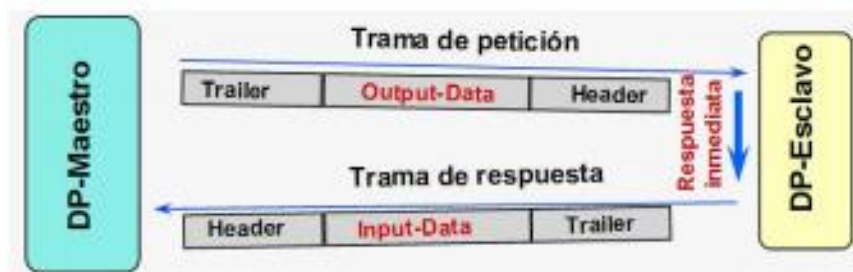 DP-Maestro
Trama de petición
Trailer Output-Data Header
Respuesta
inmediata
Trama de respuesta
Header Input-Data Trailer
DP-Esclavo